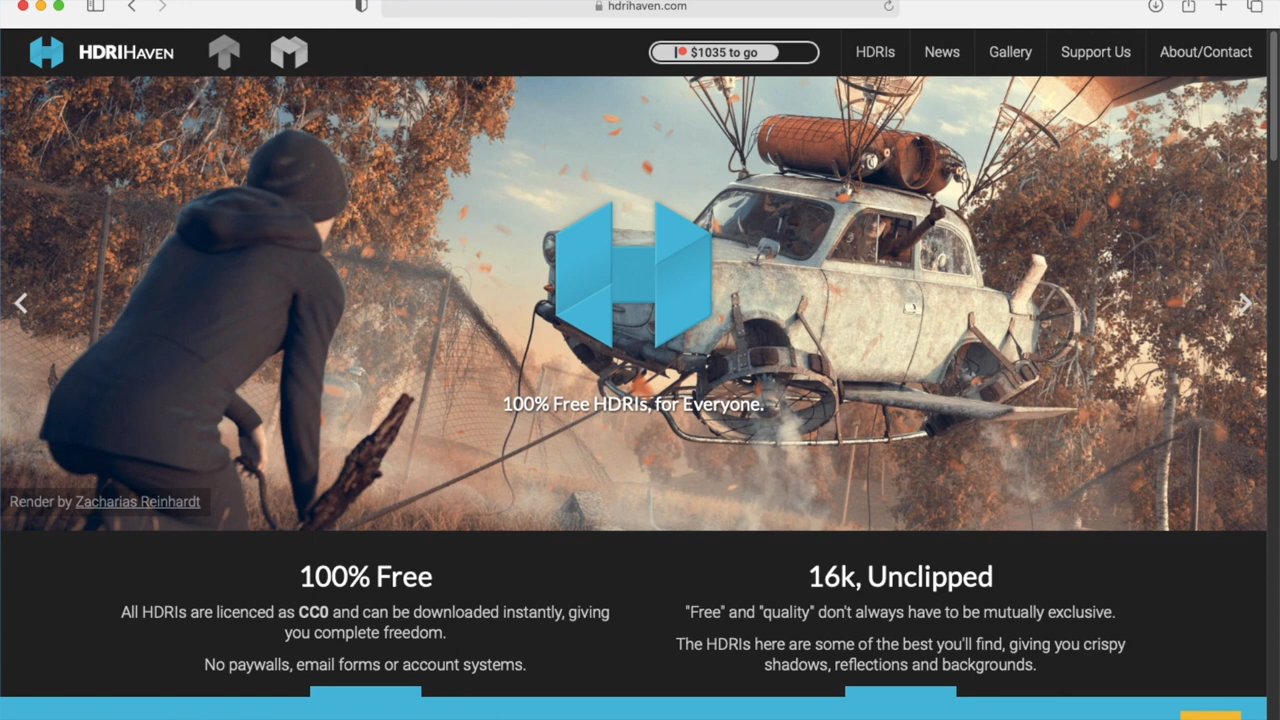 hdrihaven.com
HDRIHAVEN
$1035 to go
HDRIs
News
Gallery
Support Us
About/Contact
100% Free HDRIs, for Everyone.
Render by Zacharias Reinhardt
100% Free
All HDRIs are licenced as CC0 and can be downloaded instantly, giving
you complete freedom.
No paywalls, email forms or account systems.
16k, Unclipped
"Free" and "quality" don't always have to be mutually exclusive.
The HDRIs here are some of the best you'll find, giving you crispy
shadows, reflections and backgrounds.